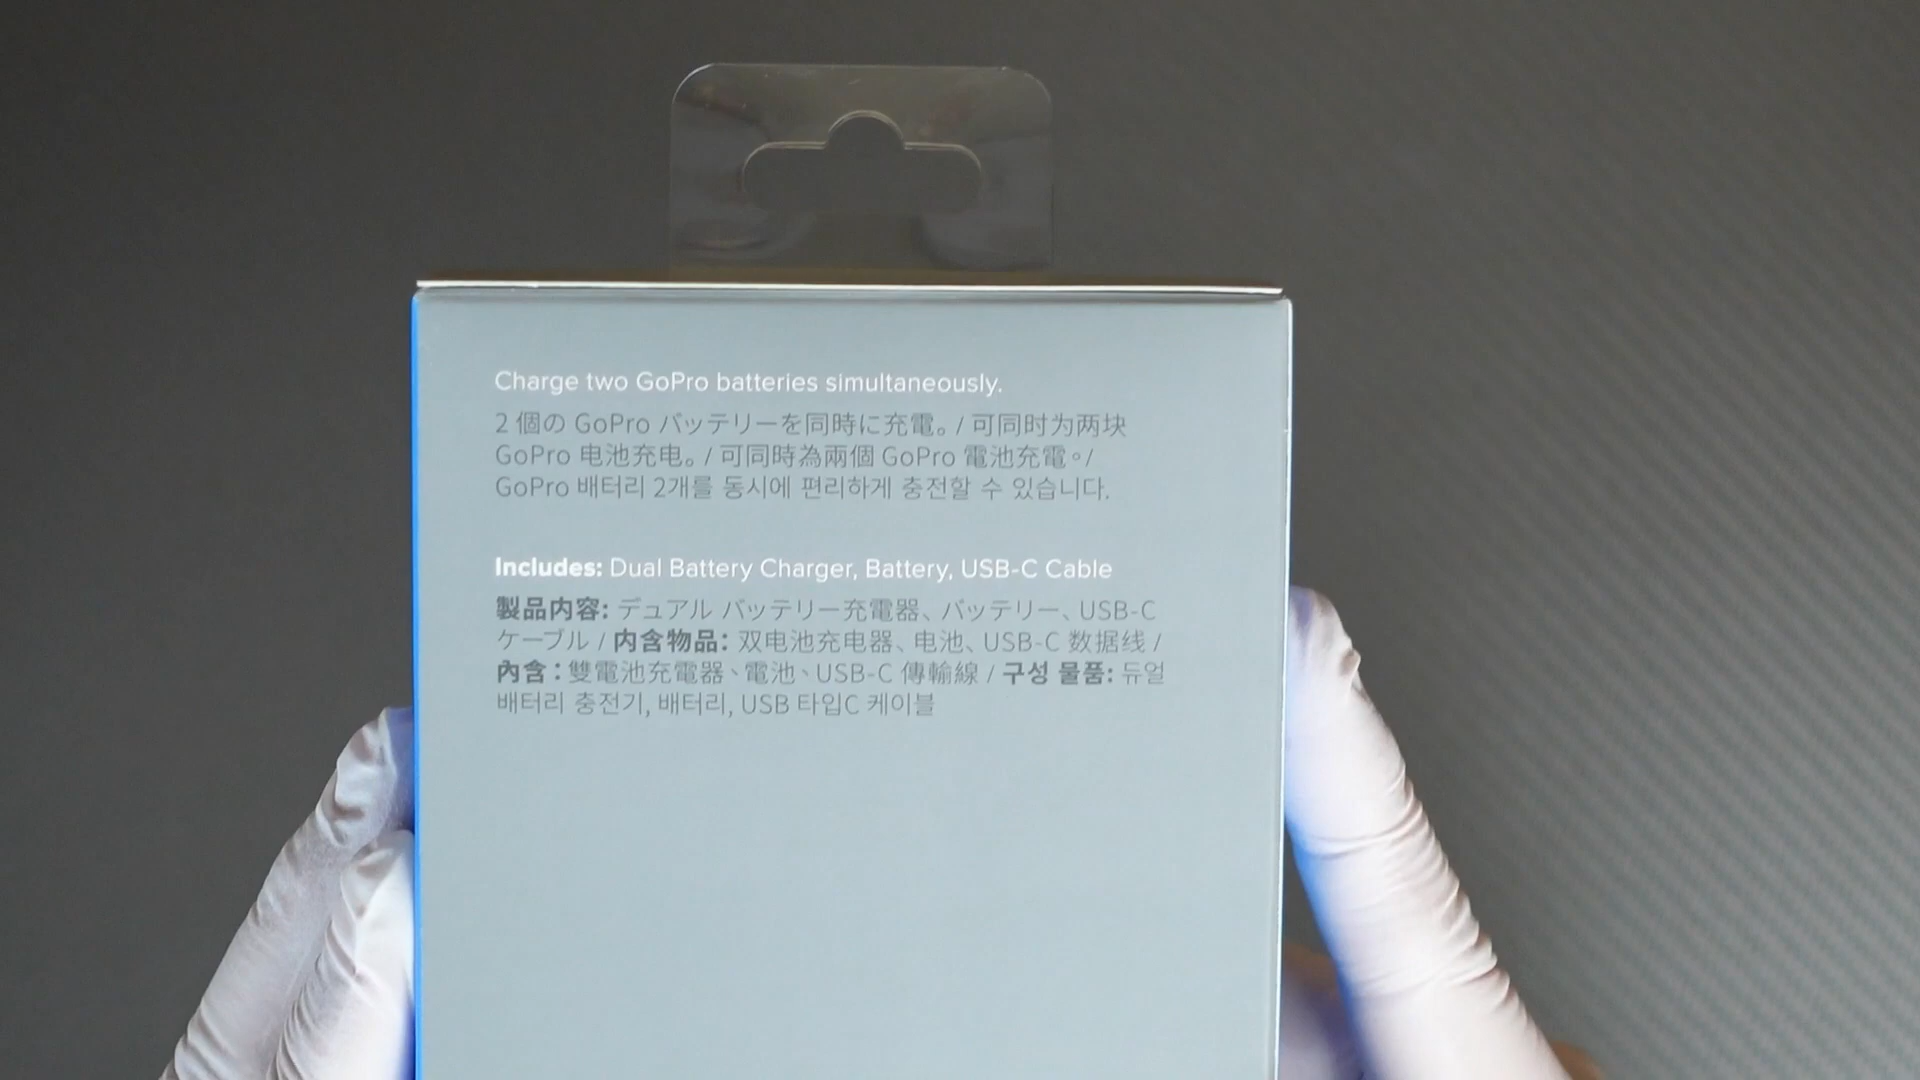 Charge two GoPro batteries simultaneously.
2 個の GoPro バッテリーを同時に充電。/ 可同时为两块
GoPro 电池充电。/ 可同時為兩個 GoPro 電池充電。/
GoPro 배터리 2개를 동시에 편리하게 충전할 수 있습니다.
Includes: Dual Battery Charger, Battery, USB-C Cable
製品内容: デュアル バッテリー充電器、バッテリー、USB-C
ケーブル / 内含物品: 双电池充电器、电池、USB-C 数据线 /
內含：雙電池充電器、電池、USB-C 傳輸線 / 구성 물품: 듀얼
배터리 충전기, 배터리, USB 타입C 케이블